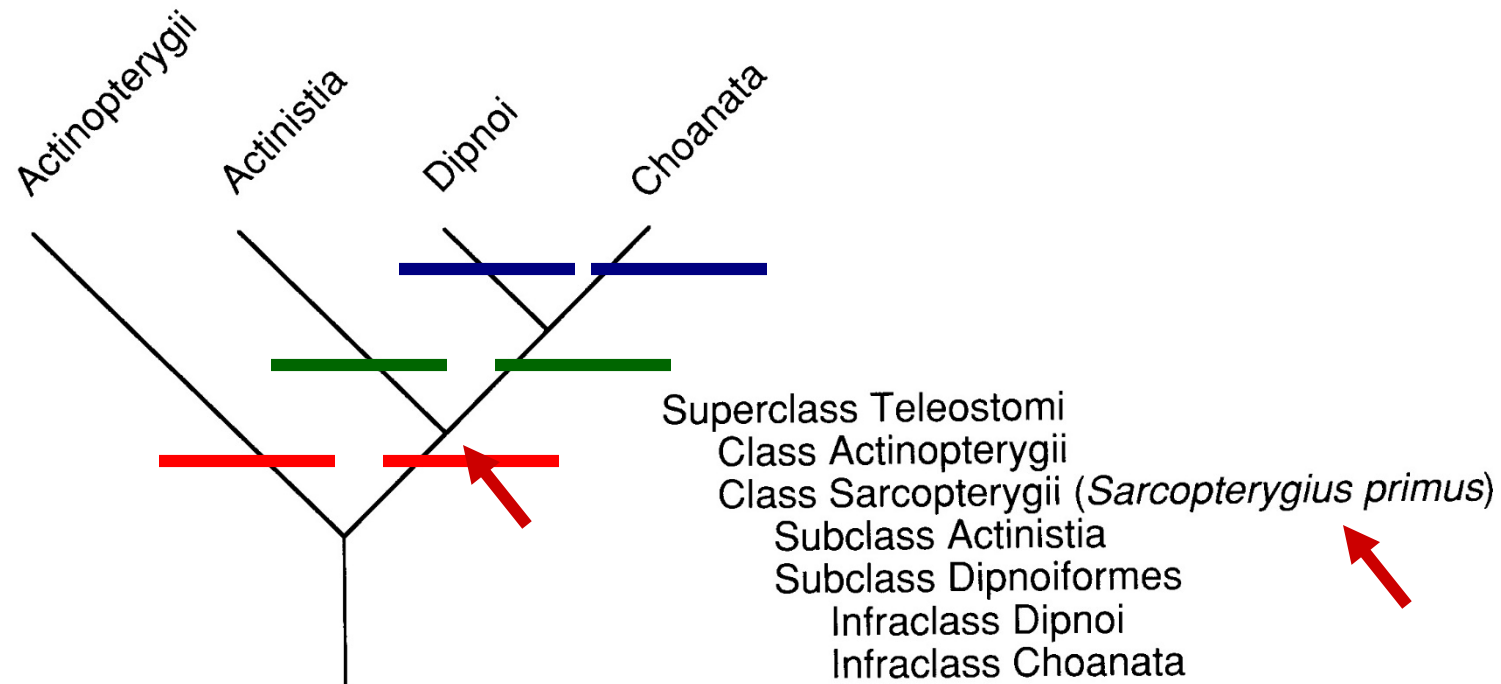 Actinopterygii
Actinistia
Dipnoi
Choanata
Superclass Teleostomi
Class Actinopterygii
Class Sarcopterygii (Sarcopterygius primus)
Subclass Actinistia
Subclass Dipnoiformes
Infraclass Dipnoi
Infraclass Choanata